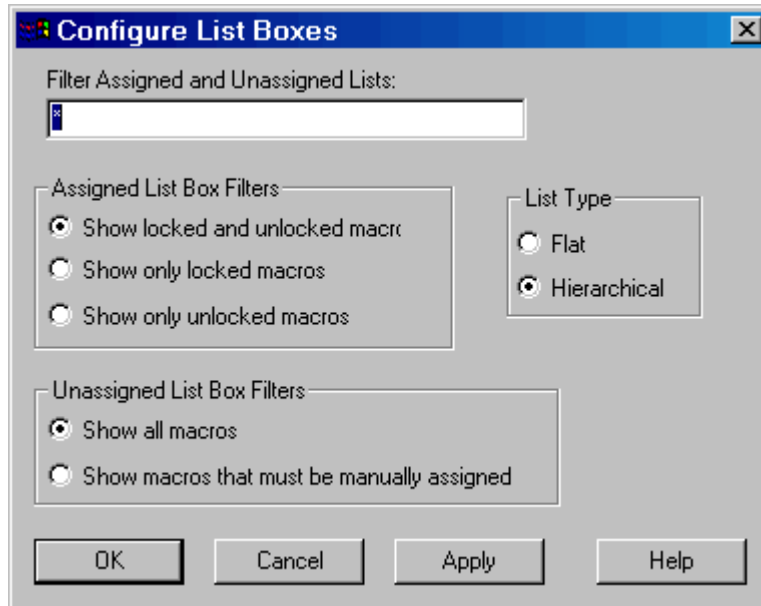 Configure List Boxes
Filter Assigned and Unassigned Lists:
*
Assigned List Box Filters
Show locked and unlocked macrc
Show only locked macros
Show only unlocked macros
List Type
Flat
Hierarchical
Unassigned List Box Filters
Show all macros
Show macros that must be manually assigned
OK Cancel Apply Help